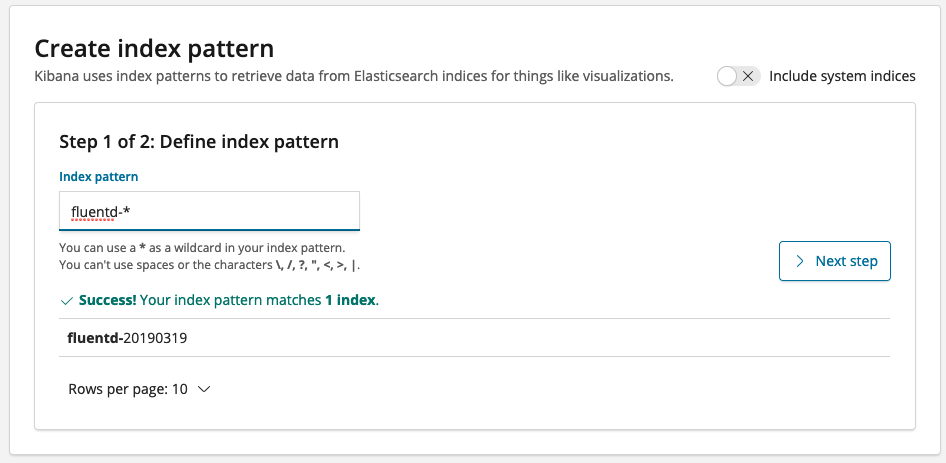 Create index pattern
Kibana uses index patterns to retrieve data from Elasticsearch indices for things like visualizations.
Include system indices
Step 1 of 2: Define index pattern
Index pattern
fluentd-*
You can use a * as a wildcard in your index pattern.
You can't use spaces or the characters \, /, ?, ", <, >, |.
Next step
Success! Your index pattern matches 1 index.
fluentd-20190319
Rows per page: 10